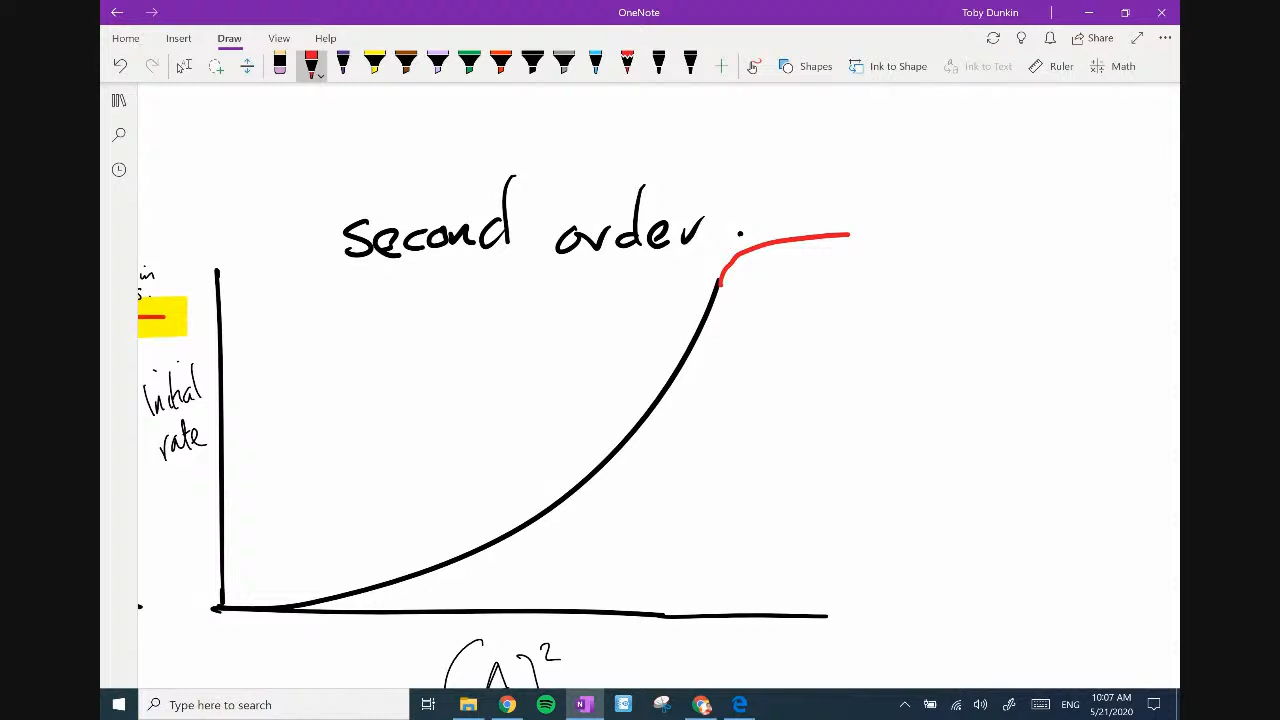 OneNote
Toby Dunkin
Home Insert Draw View Help
Share
Shapes Ink to Shape Ink to Text Ruler Math
second order.
in
s.
initial
rate
(A)²
Type here to search
10:07 AM
ENG
5/21/2020